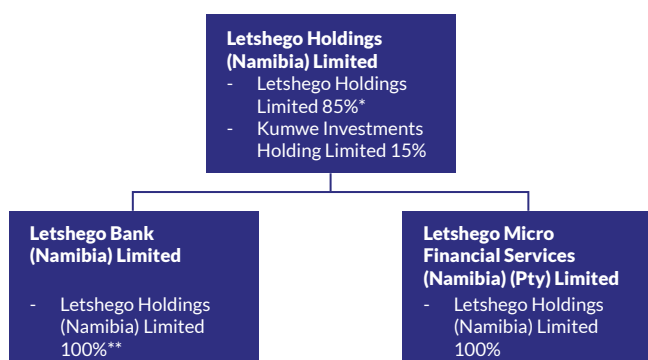 Letshego Holdings
(Namibia) Limited
- Letshego Holdings
Limited 85%*
- Kumwe Investments
Holding Limited 15%
Letshego Bank
(Namibia) Limited
- Letshego Holdings
(Namibia) Limited
100%**
Letshego Micro
Financial Services
(Namibia) (Pty) Limited
- Letshego Holdings
(Namibia) Limited
100%